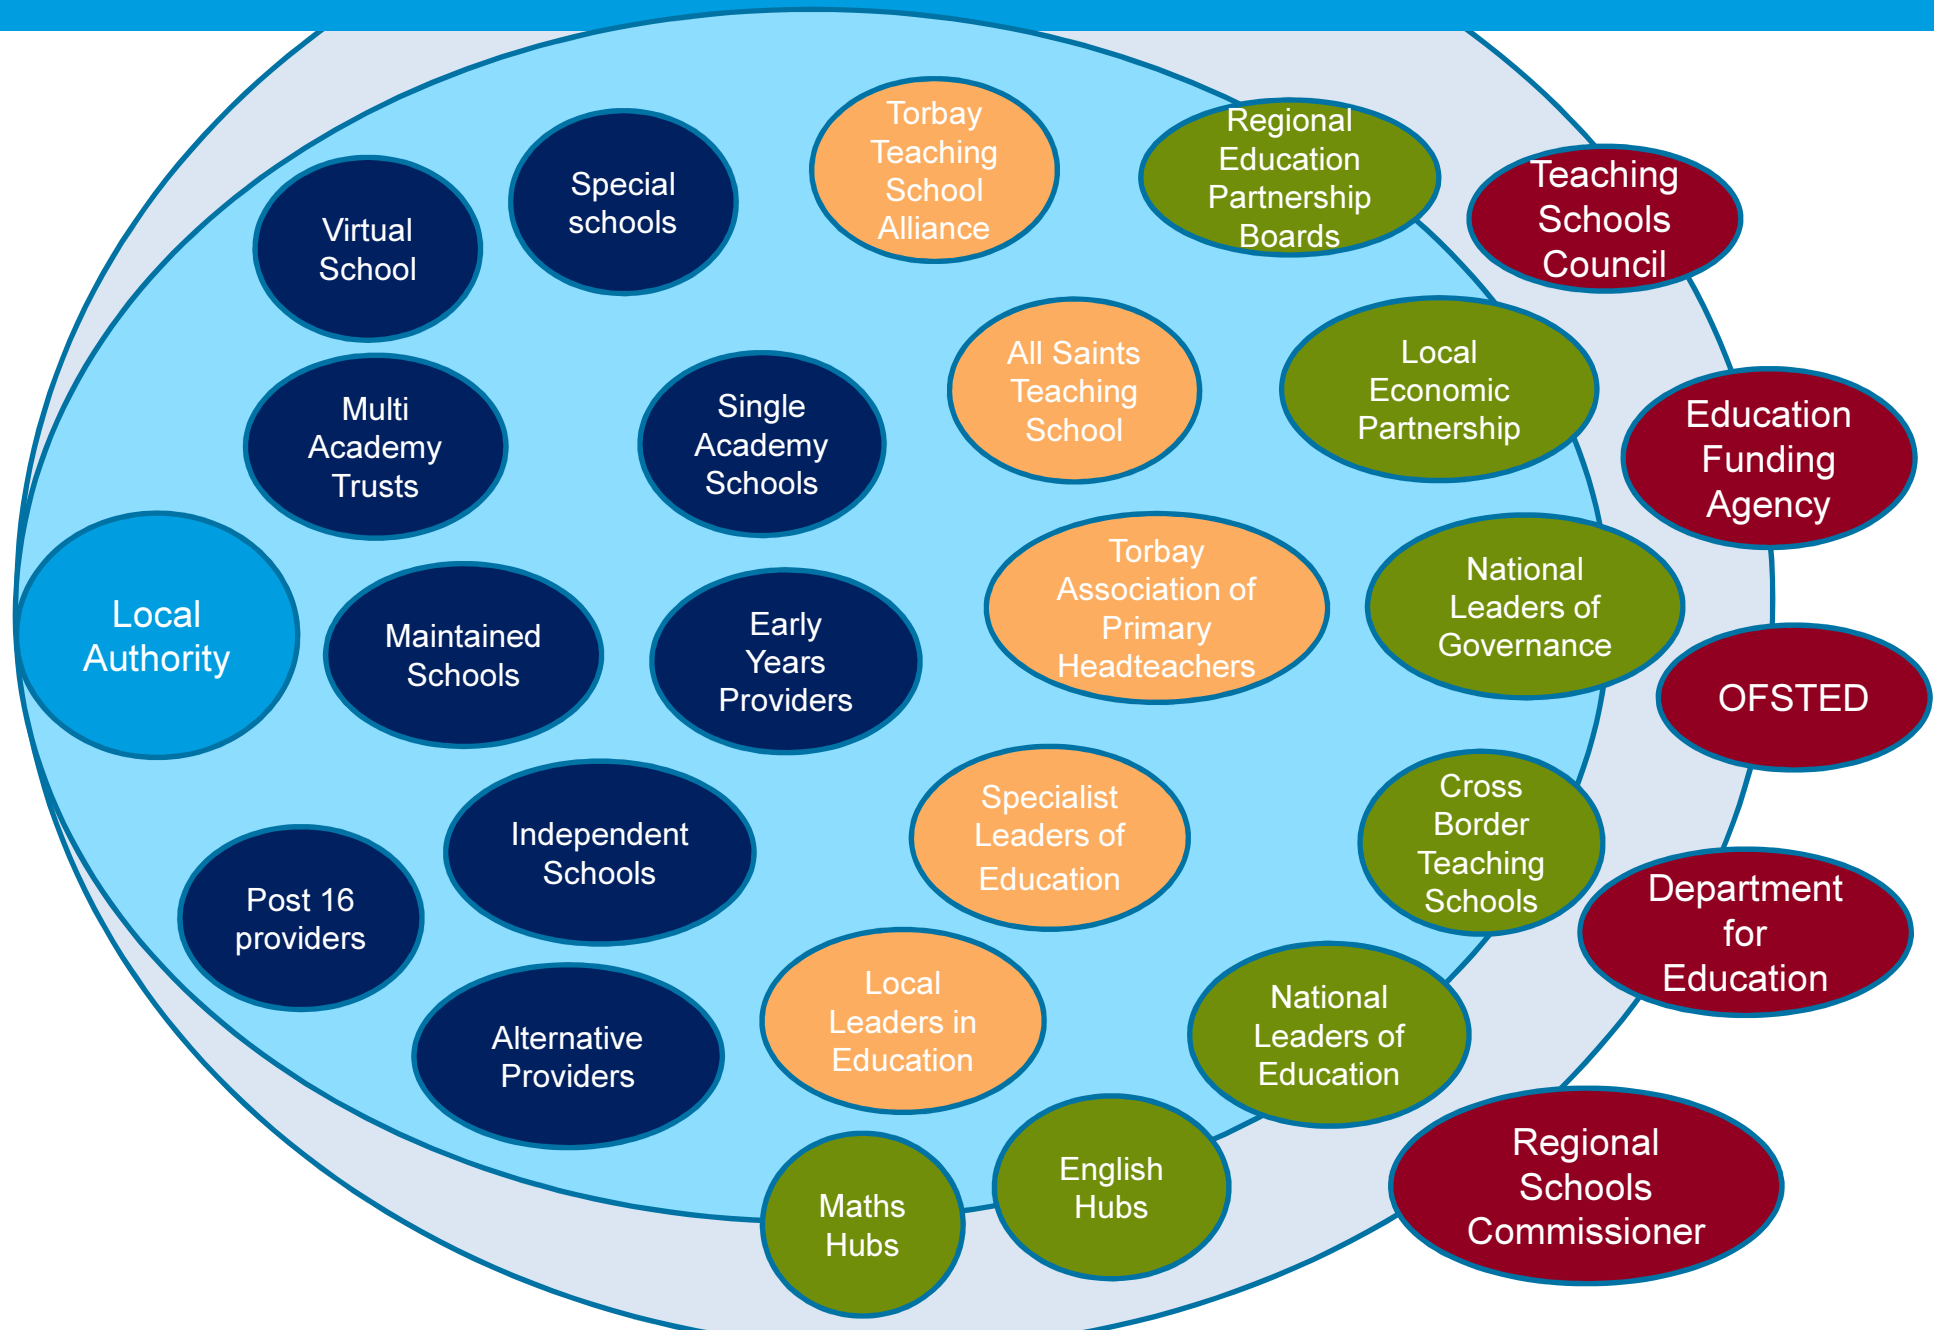 Torbay
Teaching
School
Alliance
Regional
Education
Partnership
Boards
Teaching
Schools
Council
Special
schools
Virtual
School
All Saints
Teaching
School
Local
Economic
Partnership
Multi
Academy
Trusts
Single
Academy
Schools
Education
Funding
Agency
Local
Authority
Maintained
Schools
Early
Years
Providers
Torbay
Association of
Primary
Headteachers
National
Leaders of
Governance
OFSTED
Independent
Schools
Specialist
Leaders of
Education
Cross
Border
Teaching
Schools
Post 16
providers
Department
for
Education
Alternative
Providers
Local
Leaders in
Education
National
Leaders of
Education
Maths
Hubs
English
Hubs
Regional
Schools
Commissioner